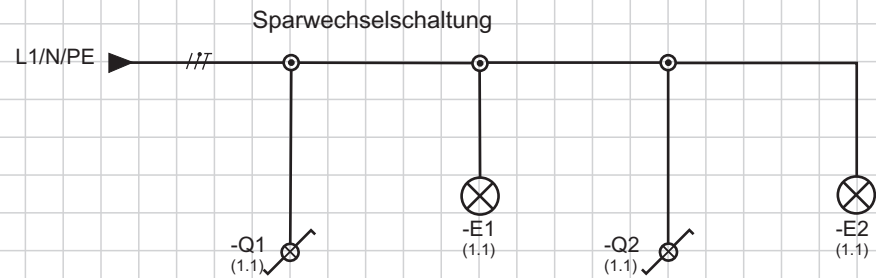 Sparwechselschaltung
L1/N/PE
-Q1
(1.1)
-E1
(1.1)
-Q2
(1.1)
-E2
(1.1)